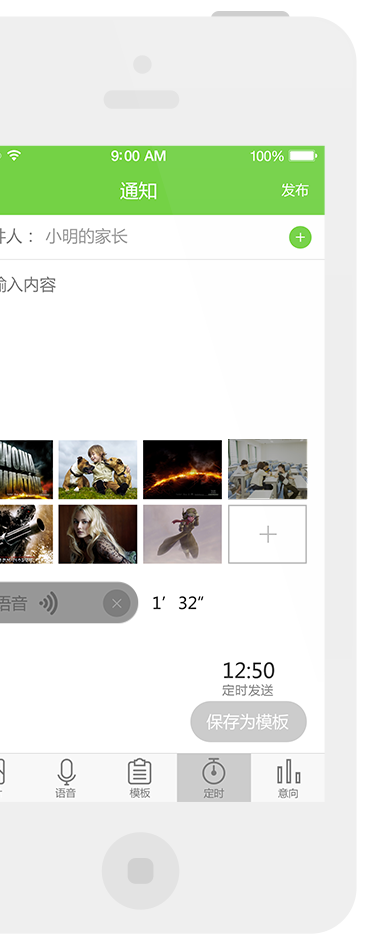 9:00 AM 100%
通知 发布
件人： 小明的家长
输入内容
语音 1′ 32″
12:50
定时发送
保存为模板
语音 模板 定时 意向